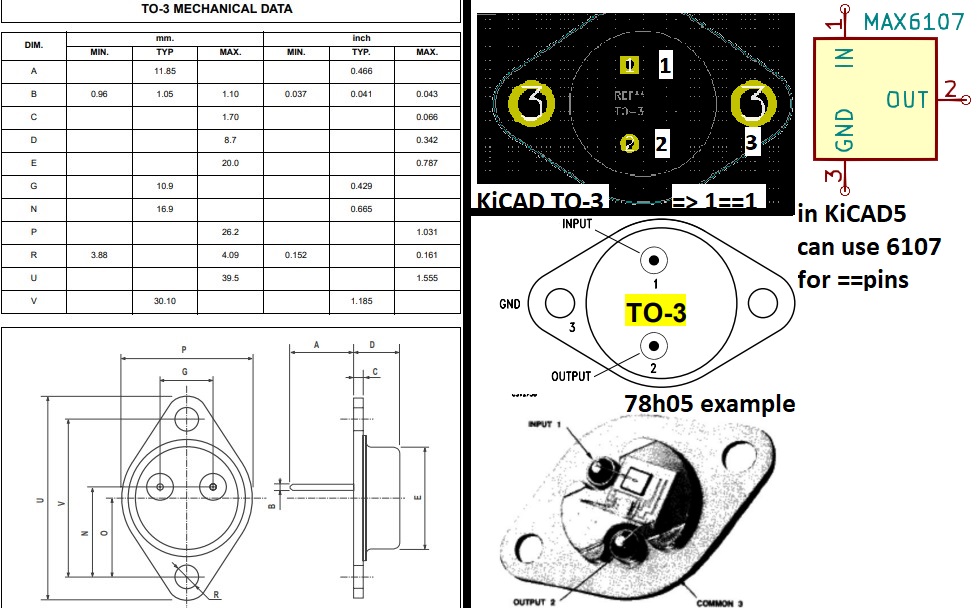 TO-3 MECHANICAL DATA
DIM. mm. inch
MIN. TYP MAX. MIN. TYP. MAX.
A 11.85 0.466
B 0.96 1.05 1.10 0.037 0.041 0.043
C 1.70 0.066
D 8.7 0.342
E 20.0 0.787
G 10.9 0.429
N 16.9 0.665
P 26.2 1.031
R 3.88 4.09 0.152 0.161
U 39.5 1.555
V 30.10 1.185
P
A D
G
C
U V N O B E
R
1 1
REF**
TO-3
3 3
2 2 3
KiCAD TO-3 => 1==1
MAX6107
1
IN
OUT 2
GND
3
in KiCAD5
can use 6107
for ==pins
INPUT
1
GND
TO-3
3
OUTPUT 2
78h05 example
INPUT 1
OUTPUT 2
COMMON 3